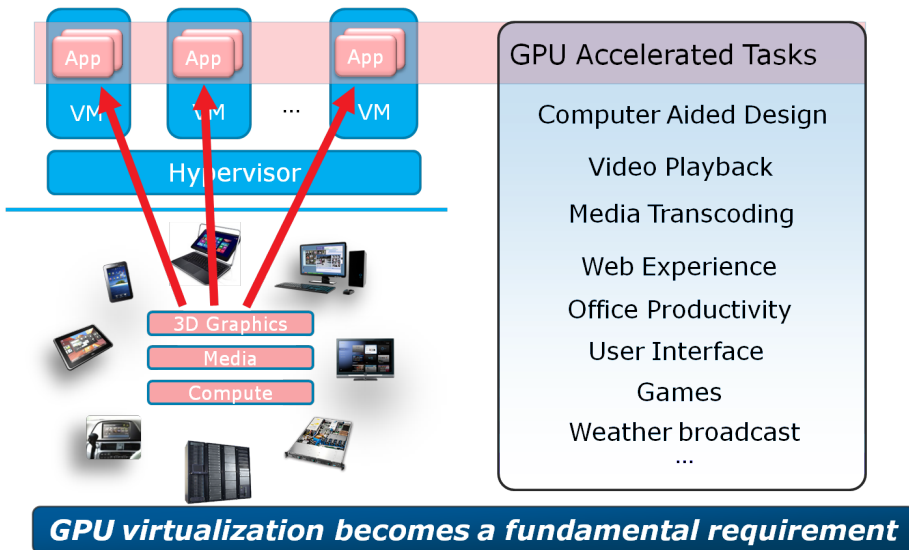 App
App
App
VM
VM
...
VM
Hypervisor
3D Graphics
Media
Compute
GPU Accelerated Tasks
Computer Aided Design
Video Playback
Media Transcoding
Web Experience
Office Productivity
User Interface
Games
Weather broadcast
...
GPU virtualization becomes a fundamental requirement